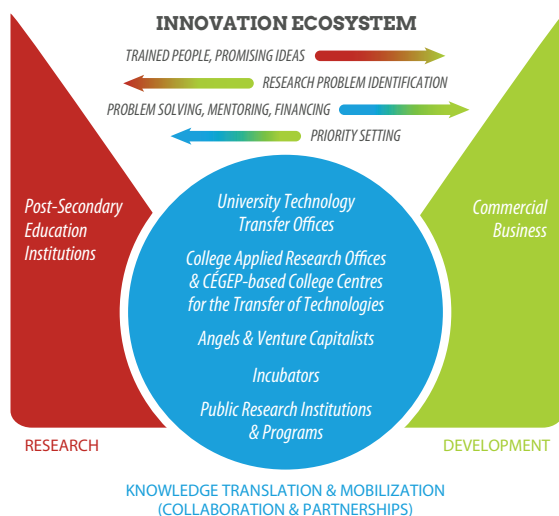 INNOVATION ECOSYSTEM
TRAINED PEOPLE, PROMISING IDEAS
RESEARCH PROBLEM IDENTIFICATION
PROBLEM SOLVING, MENTORING, FINANCING
PRIORITY SETTING
Post-Secondary
Education
Institutions
University Technology
Transfer Offices
College Applied Research Offices
& CEGEP-based College Centres
for the Transfer of Technologies
Angels & Venture Capitalists
Incubators
Public Research Institutions
& Programs
Commercial
Business
RESEARCH
DEVELOPMENT
KNOWLEDGE TRANSLATION & MOBILIZATION
(COLLABORATION & PARTNERSHIPS)